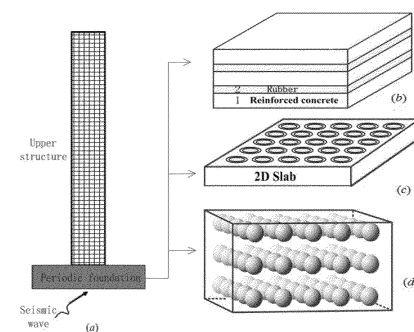 Upper
structure
Periodic foundation
Seismic
wave
(a)
2 Rubber
1 Reinforced concrete
(b)
2D Slab
(c)
(d